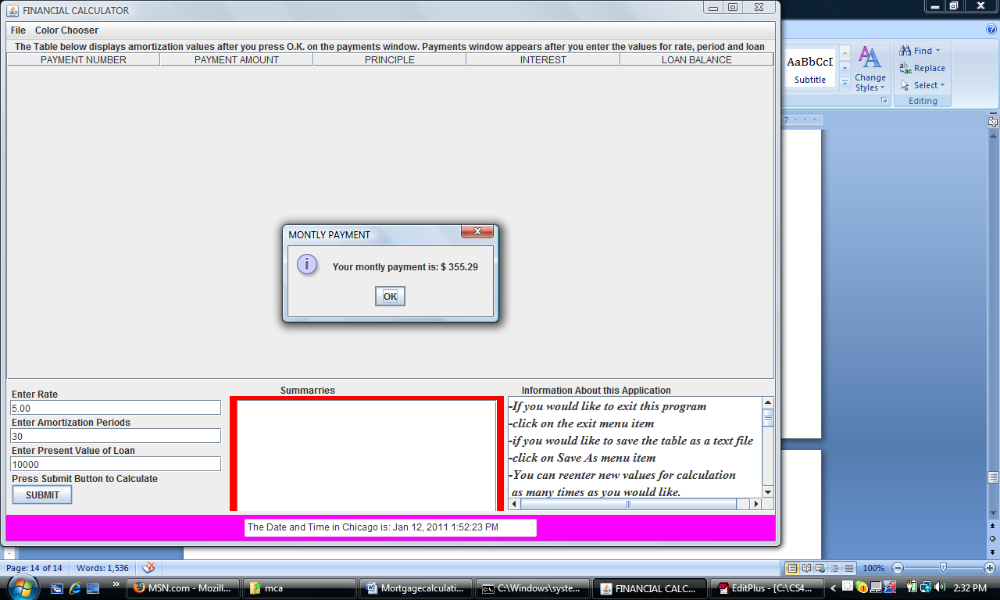 FINANCIAL CALCULATOR
File Color Chooser
The Table below displays amortization values after you press O.K. on the payments window. Payments window appears after you enter the values for rate, period and loan
PAYMENT NUMBER PAYMENT AMOUNT PRINCIPLE INTEREST LOAN BALANCE
MONTLY PAYMENT
Your montly payment is: $ 355.29
OK
Enter Rate
5.00
Enter Amortization Periods
30
Enter Present Value of Loan
10000
Press Submit Button to Calculate
SUBMIT
Summarries
Information About this Application
-If you would like to exit this program
-click on the exit menu item
-if you would like to save the table as a text file
-click on Save As menu item
-You can reenter new values for calculation
as many times as you would like.
The Date and Time in Chicago is: Jan 12, 2011 1:52:23 PM
AaBbCcI
Subtitle
Change
Styles
Find
Replace
Select
Editing
7
Page: 14 of 14 Words: 1,536 100%
MSN.com - Mozill... mca Mortgagecalculati... C:\Windows\syste... FINANCIAL CALC... EditPlus - [C:\CS4... 2:32 PM